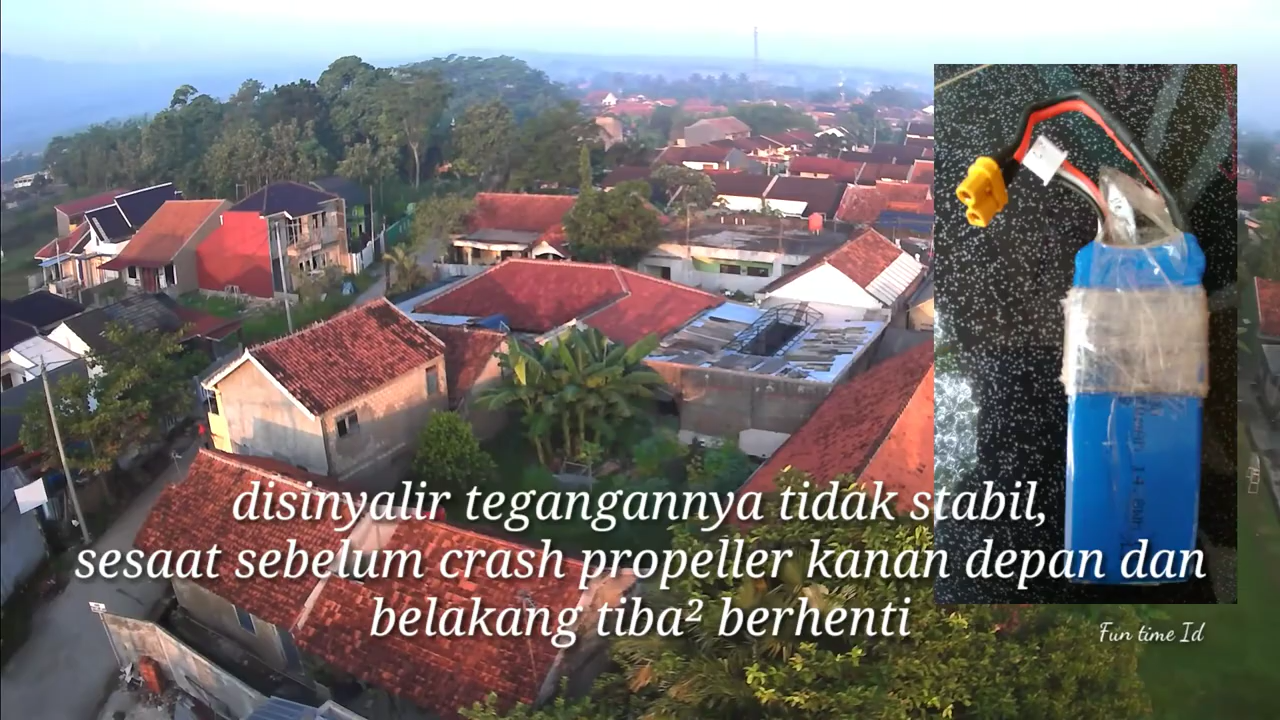 disinyalir tegangannya tidak stabil,
sesaat sebelum crash propeller kanan depan dan
belakang tiba² berhenti
Fun time Id